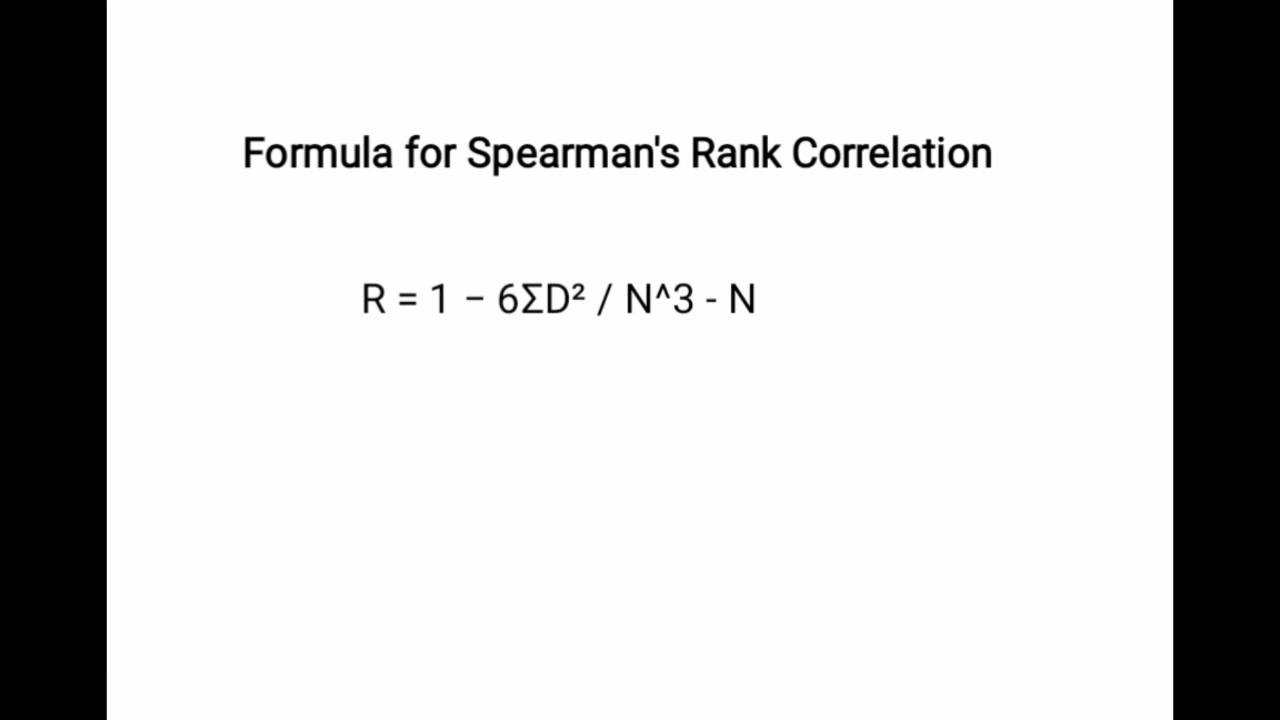 Formula for Spearman's Rank Correlation
R = 1 − 6ΣD² / N^3 - N